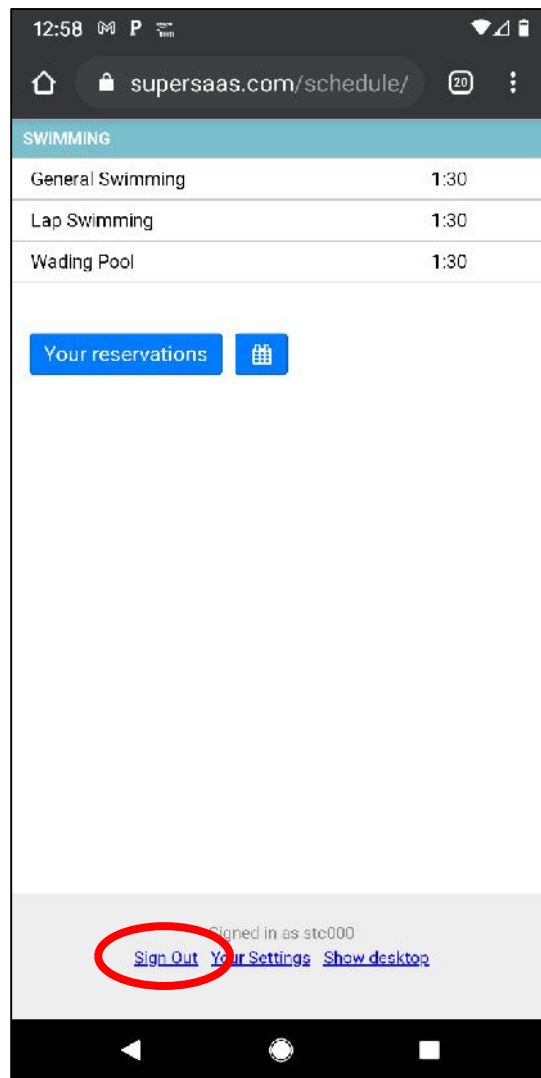 12:58 M P
supersaas.com/schedule/ 20
SWIMMING
General Swimming 1:30
Lap Swimming 1:30
Wading Pool 1:30
Your reservations
Signed in as stc000
Sign Out Your Settings Show desktop